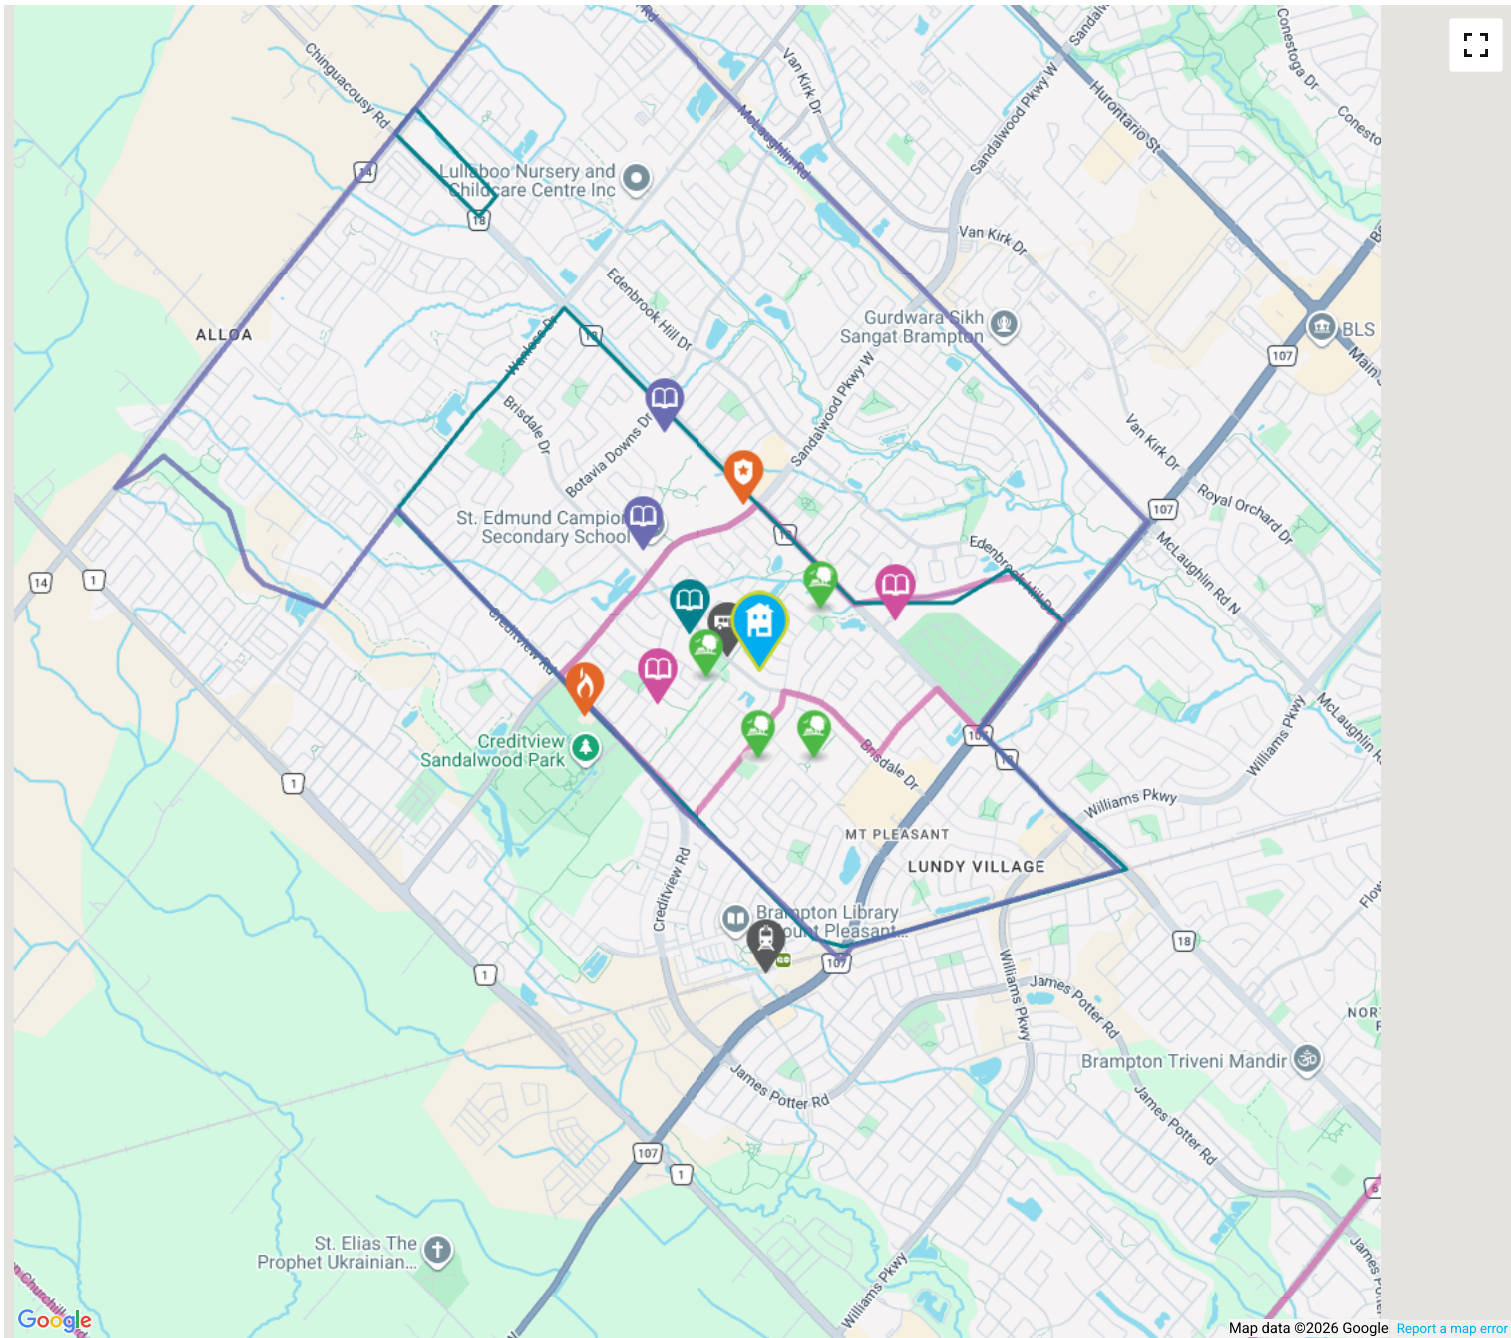 Chinguacousy Rd
Van Kirk Dr
Sandalwood Pkwy W
Hurontario St
Conestoga Dr
McLaughlin Rd
14
Lullaboo Nursery and
Childcare Centre Inc
18
Van Kirk Dr
Edenbrook Hill Dr
ALLOA
Wanless Dr
Gurdwara Sikh
Sangat Brampton
BLS
107
Brisdale Dr
Botavia Downs Dr
Sandalwood Pkwy W
Van Kirk Dr
St. Edmund Campion
Secondary School
107
Royal Orchard Dr
McLaughlin Rd N
Edenbrook Hill Dr
14
1
Creditview Rd
Creditview
Sandalwood Park
1
Brisdale Dr
Williams Pkwy
Williams Pkwy
MT PLEASANT
LUNDY VILLAGE
Creditview Rd
Brampton Library
18
1
107
Williams Pkwy
James Potter Rd
Brampton Triveni Mandir
James Potter Rd
James Potter Rd
107
1
6
St. Elias The
Prophet Ukrainian...
Williams Pkwy
Google
Map data ©2026 Google
Report a map error